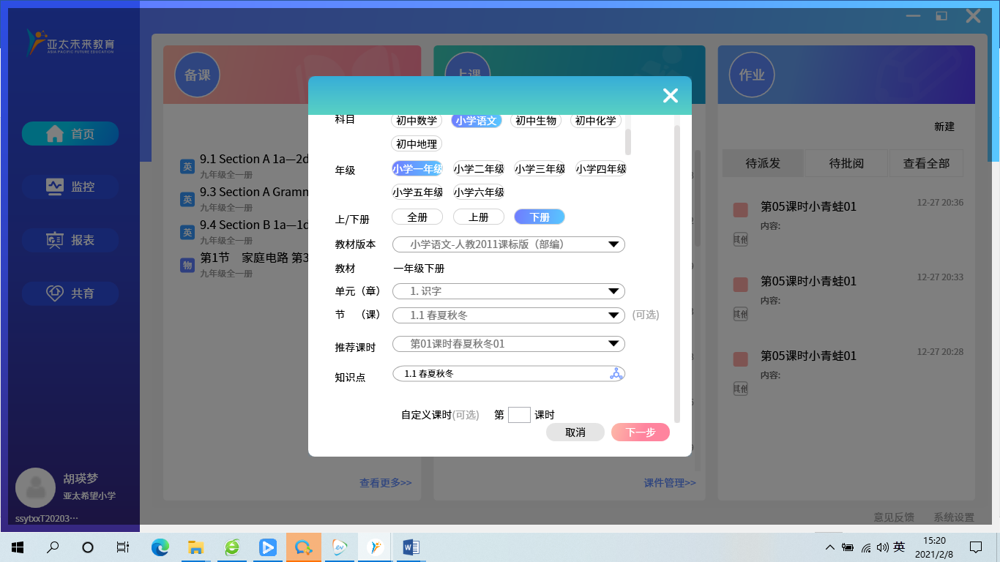 亚太未来教育
ASIA PACIFIC FUTURE EDUCATION
首页
监控
报表
共育
胡瑛梦
亚太希望小学
ssytxxT20203···
备课
9.1 Section A 1a—2d
九年级全一册
9.3 Section A Gramm
九年级全一册
9.4 Section B 1a—1d
九年级全一册
第1节 家庭电路 第3
九年级全一册
英
英
英
物
查看更多>>
上课
课件管理>>
科目
初中数学 小学语文 初中生物 初中化学
初中地理
年级
小学一年级 小学二年级 小学三年级 小学四年级
小学五年级 小学六年级
上/下册
全册 上册 下册
教材版本
小学语文-人教2011课标版（部编）
教材
一年级下册
单元（章）
1. 识字
节 （课）
1.1 春夏秋冬
(可选)
推荐课时
第01课时春夏秋冬01
知识点
1.1 春夏秋冬
自定义课时(可选) 第 课时
取消 下一步
作业
新建
待派发 待批阅 查看全部
第05课时小青蛙01 12-27 20:36
内容:
其他
第05课时小青蛙01 12-27 20:33
内容:
其他
第05课时小青蛙01 12-27 20:28
内容:
其他
意见反馈 系统设置
英
15:20
2021/2/8